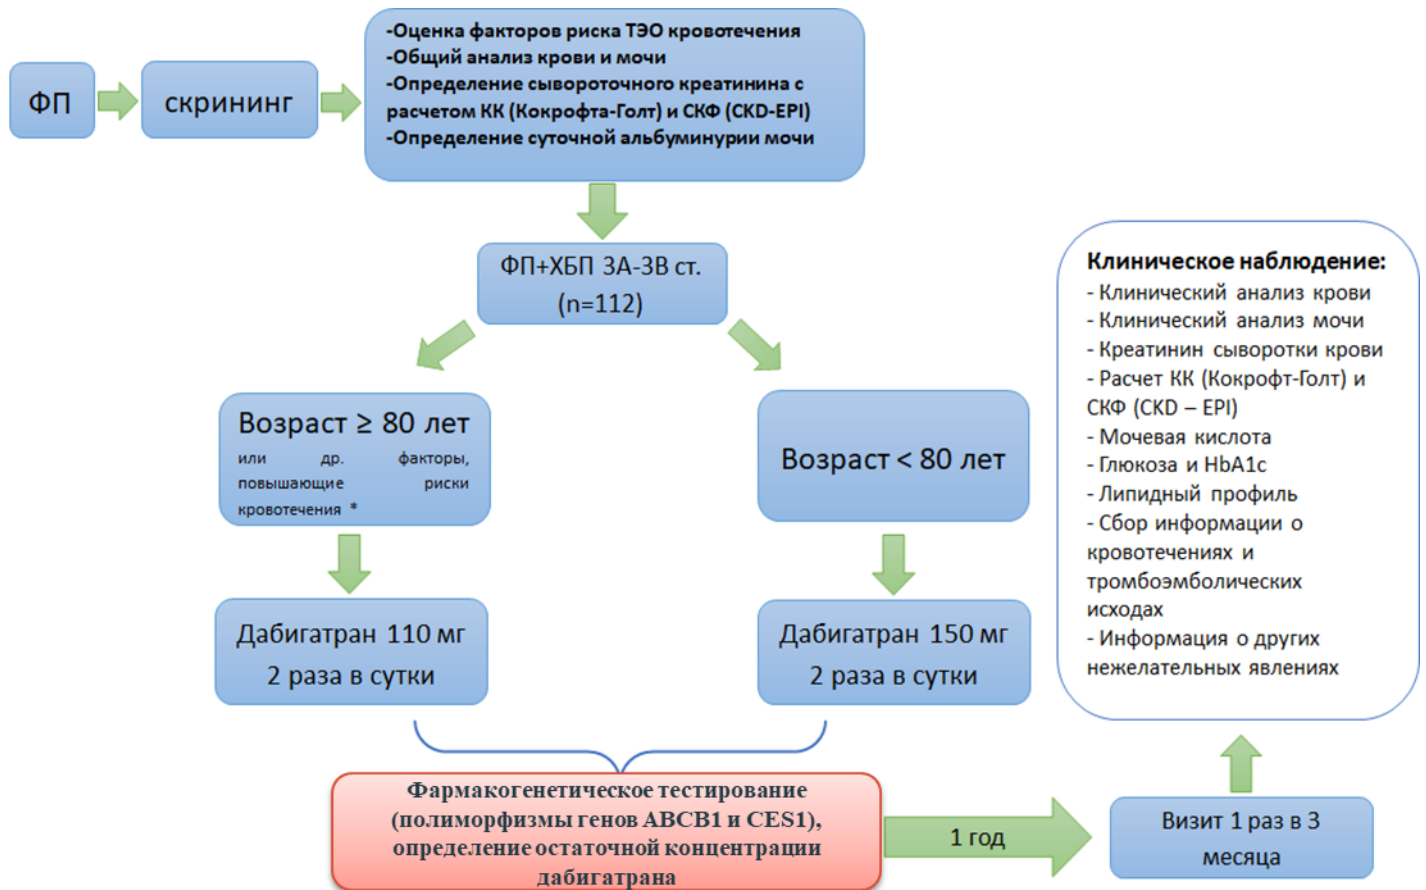 ФП
скрининг
-Оценка факторов риска ТЭО кровотечения
-Общий анализ крови и мочи
-Определение сывороточного креатинина с
расчетом КК (Кокрофта-Голт) и СКФ (CKD-EPI)
-Определение суточной альбуминурии мочи
ФП+ХБП 3А-3В ст.
(n=112)
Возраст ≥ 80 лет
или др. факторы,
повышающие риски
кровотечения *
Возраст < 80 лет
Дабигатран 110 мг
2 раза в сутки
Дабигатран 150 мг
2 раза в сутки
Фармакогенетическое тестирование
(полиморфизмы генов ABCB1 и CES1),
определение остаточной концентрации
дабигатрана
1 год
Визит 1 раз в 3
месяца
Клиническое наблюдение:
- Клинический анализ крови
- Клинический анализ мочи
- Креатинин сыворотки крови
- Расчет КК (Кокрофт-Голт) и
СКФ (CKD – EPI)
- Мочевая кислота
- Глюкоза и HbA1c
- Липидный профиль
- Сбор информации о
кровотечениях и
тромбоэмболических
исходах
- Информация о других
нежелательных явлениях